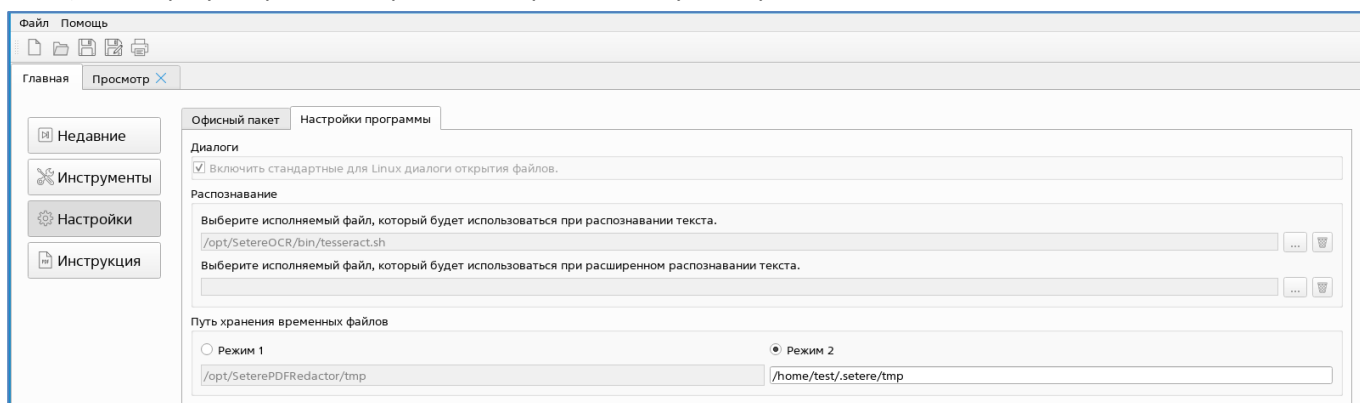 Файл Помощь
Главная Просмотр
Недавние
Инструменты
Настройки
Инструкция
Офисный пакет Настройки программы
Диалоги
Включить стандартные для Linux диалоги открытия файлов.
Распознавание
Выберите исполняемый файл, который будет использоваться при распознавании текста.
/opt/SetereOCR/bin/tesseract.sh ...
Выберите исполняемый файл, который будет использоваться при расширенном распознавании текста.
...
Путь хранения временных файлов
Режим 1 Режим 2
/opt/SeterePDFRedactor/tmp /home/test/.setere/tmp